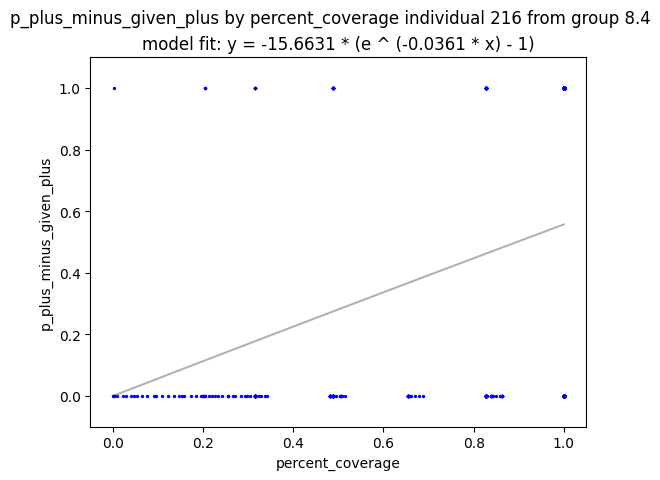 p_plus_minus_given_plus by percent_coverage individual 216 from group 8.4
model fit: y = -15.6631 * (e ^ (-0.0361 * x) - 1)
1.0
0.8
0.6
0.4
0.2
0.0
p_plus_minus_given_plus
0.0 0.2 0.4 0.6 0.8 1.0
percent_coverage